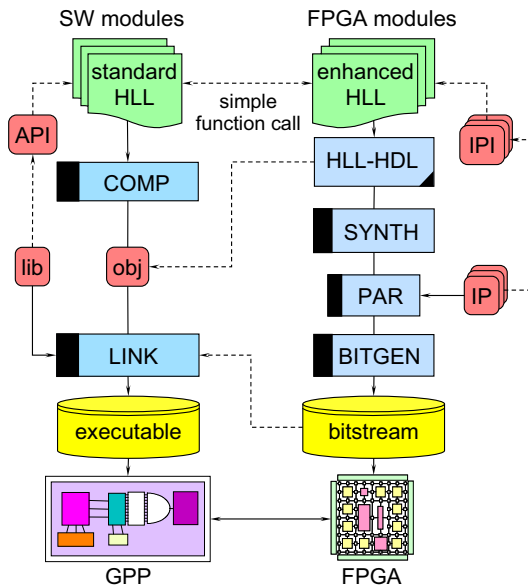 SW modules
FPGA modules
standard
HLL
enhanced
HLL
simple
function call
API
IPI
COMP
HLL-HDL
SYNTH
lib
obj
PAR
IP
LINK
BITGEN
executable
bitstream
GPP
FPGA